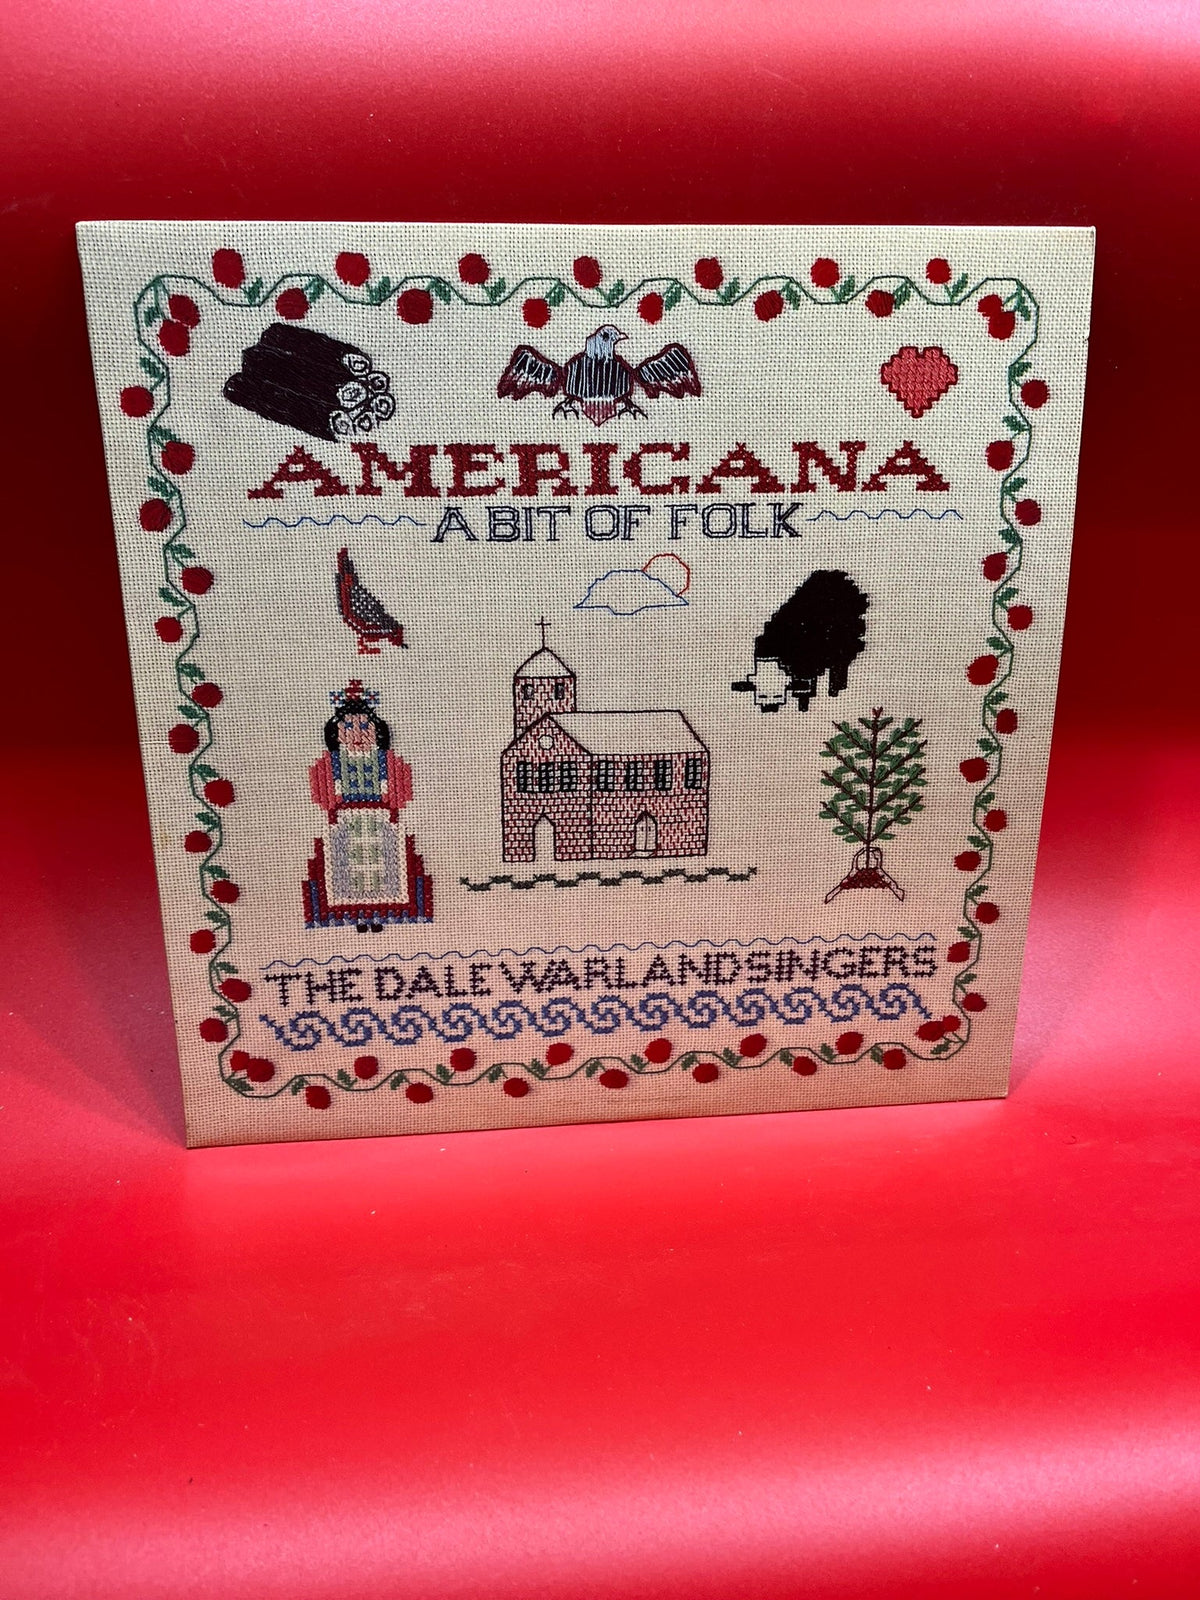 AMERICANA
A BIT OF FOLK
THE DALE WARLAND SINGERS